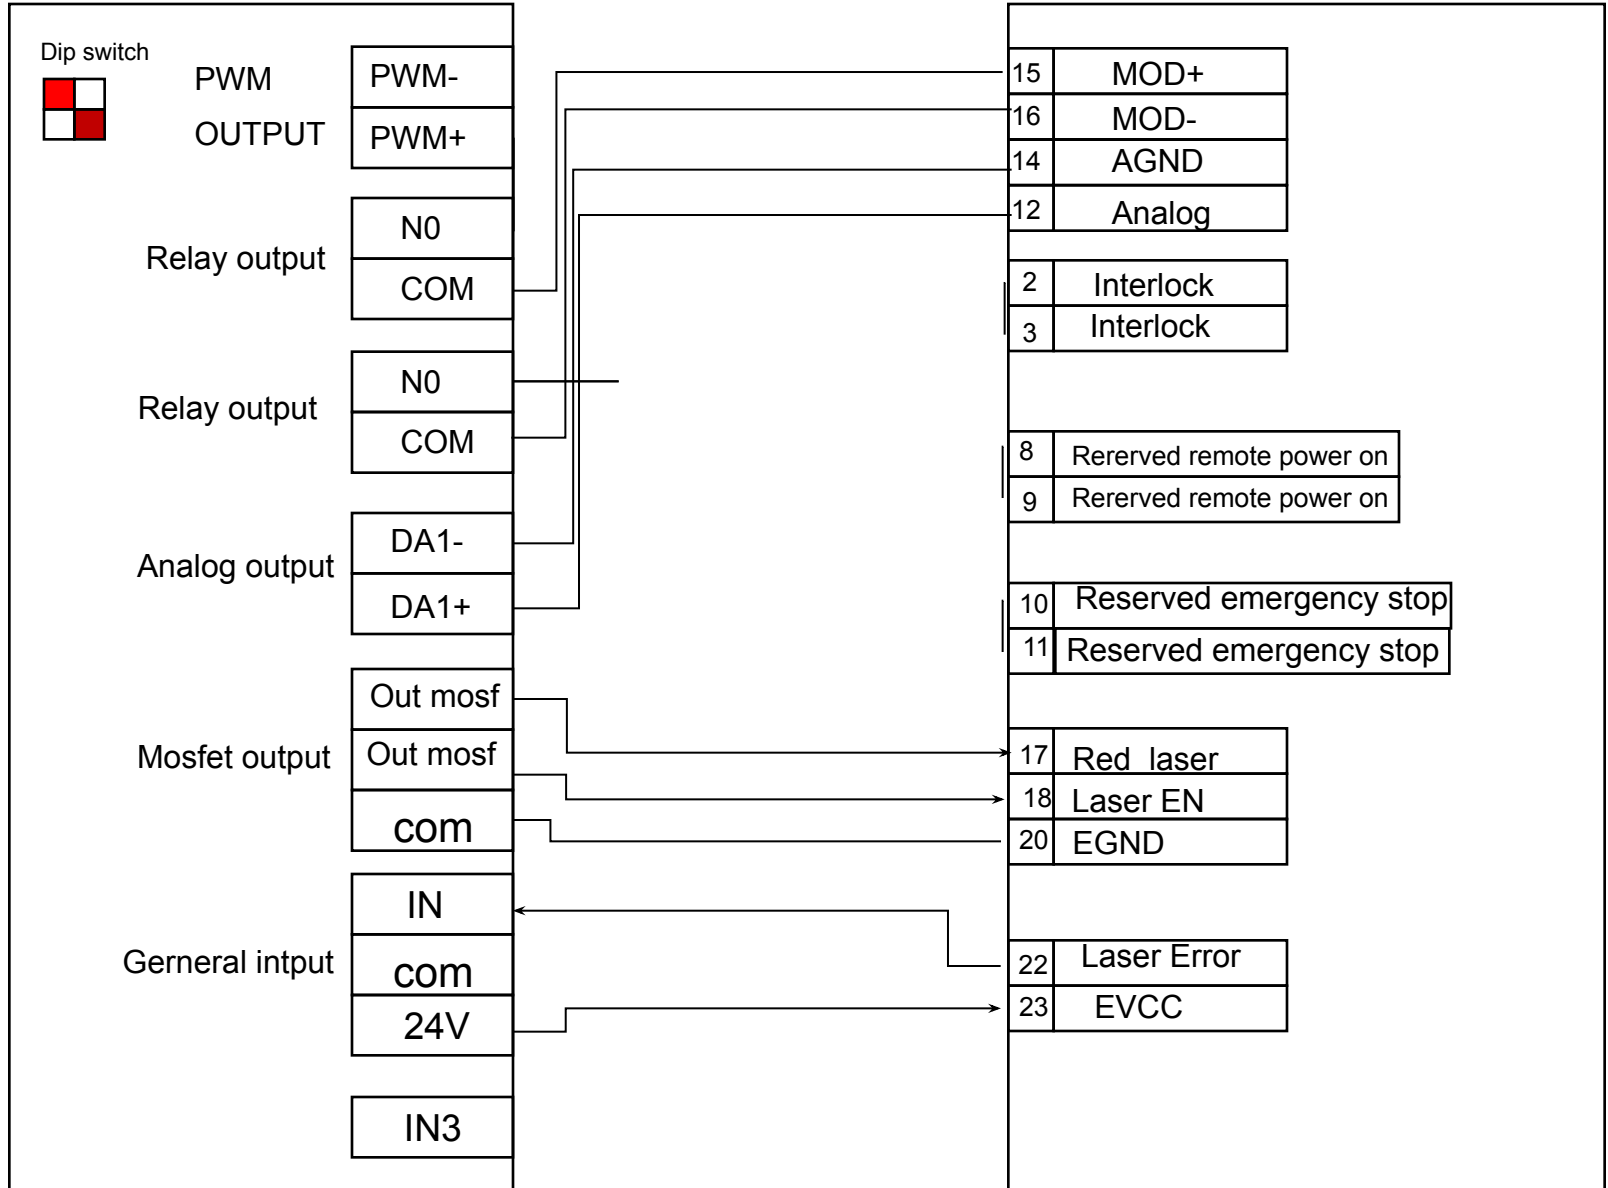 Dip switch
PWM
OUTPUT
PWM-
PWM+
Relay output
N0
COM
Relay output
N0
COM
Analog output
DA1-
DA1+
Mosfet output
Out mosf
Out mosf
com
Gerneral intput
IN
com
24V
IN3
15 MOD+
16 MOD-
14 AGND
12 Analog
2 Interlock
3 Interlock
8 Rererved remote power on
9 Rererved remote power on
10 Reserved emergency stop
11 Reserved emergency stop
17 Red laser
18 Laser EN
20 EGND
22 Laser Error
23 EVCC